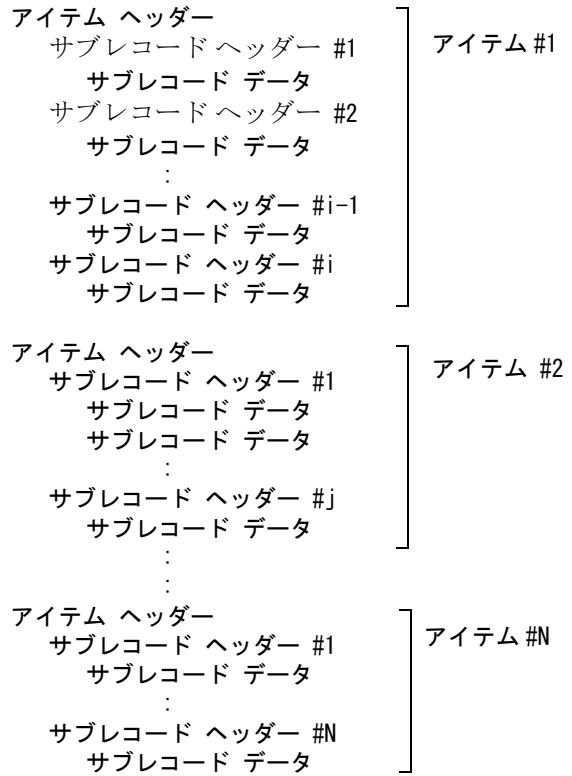 アイテム ヘッダー
サブレコード ヘッダー #1 アイテム #1
サブレコード データ
サブレコード ヘッダー #2
サブレコード データ
:
サブレコード ヘッダー #i-1
サブレコード データ
サブレコード ヘッダー #i
サブレコード データ
アイテム ヘッダー
サブレコード ヘッダー #1 アイテム #2
サブレコード データ
サブレコード データ
:
サブレコード ヘッダー #j
サブレコード データ
:
:
アイテム ヘッダー
サブレコード ヘッダー #1 アイテム #N
サブレコード データ
:
サブレコード ヘッダー #N
サブレコード データ